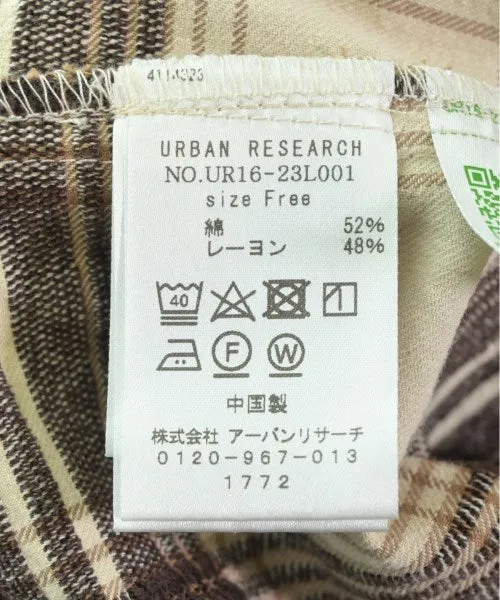 4114323
URBAN RESEARCH
NO.UR16-23L001
size Free
綿 52%
レーヨン 48%
40
F W
中国製
株式会社 アーバンリサーチ
0120-967-013
1772